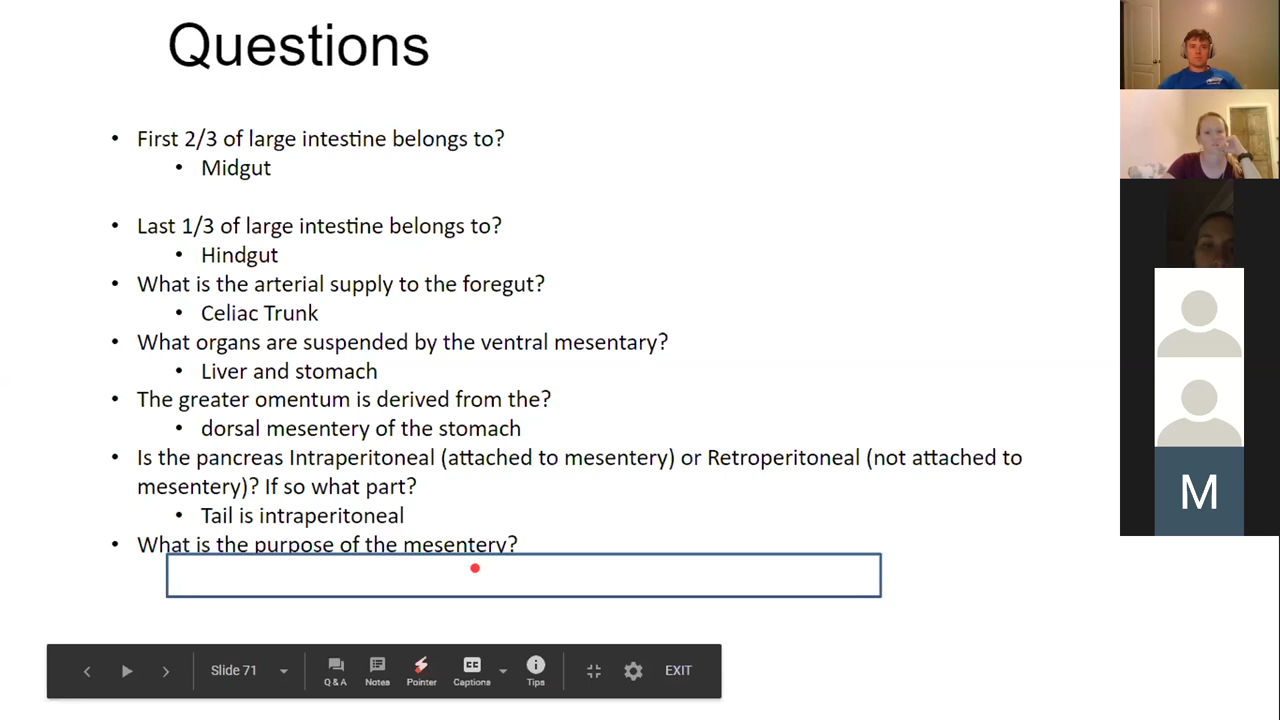 Questions
• First 2/3 of large intestine belongs to?
• Midgut
• Last 1/3 of large intestine belongs to?
• Hindgut
• What is the arterial supply to the foregut?
• Celiac Trunk
• What organs are suspended by the ventral mesentary?
• Liver and stomach
• The greater omentum is derived from the?
• dorsal mesentery of the stomach
• Is the pancreas Intraperitoneal (attached to mesentery) or Retroperitoneal (not attached to
mesentery)? If so what part?
• Tail is intraperitoneal
• What is the purpose of the mesentery?
M
Slide 71
Q & A
Notes
Pointer
CC
Captions
Tips
EXIT